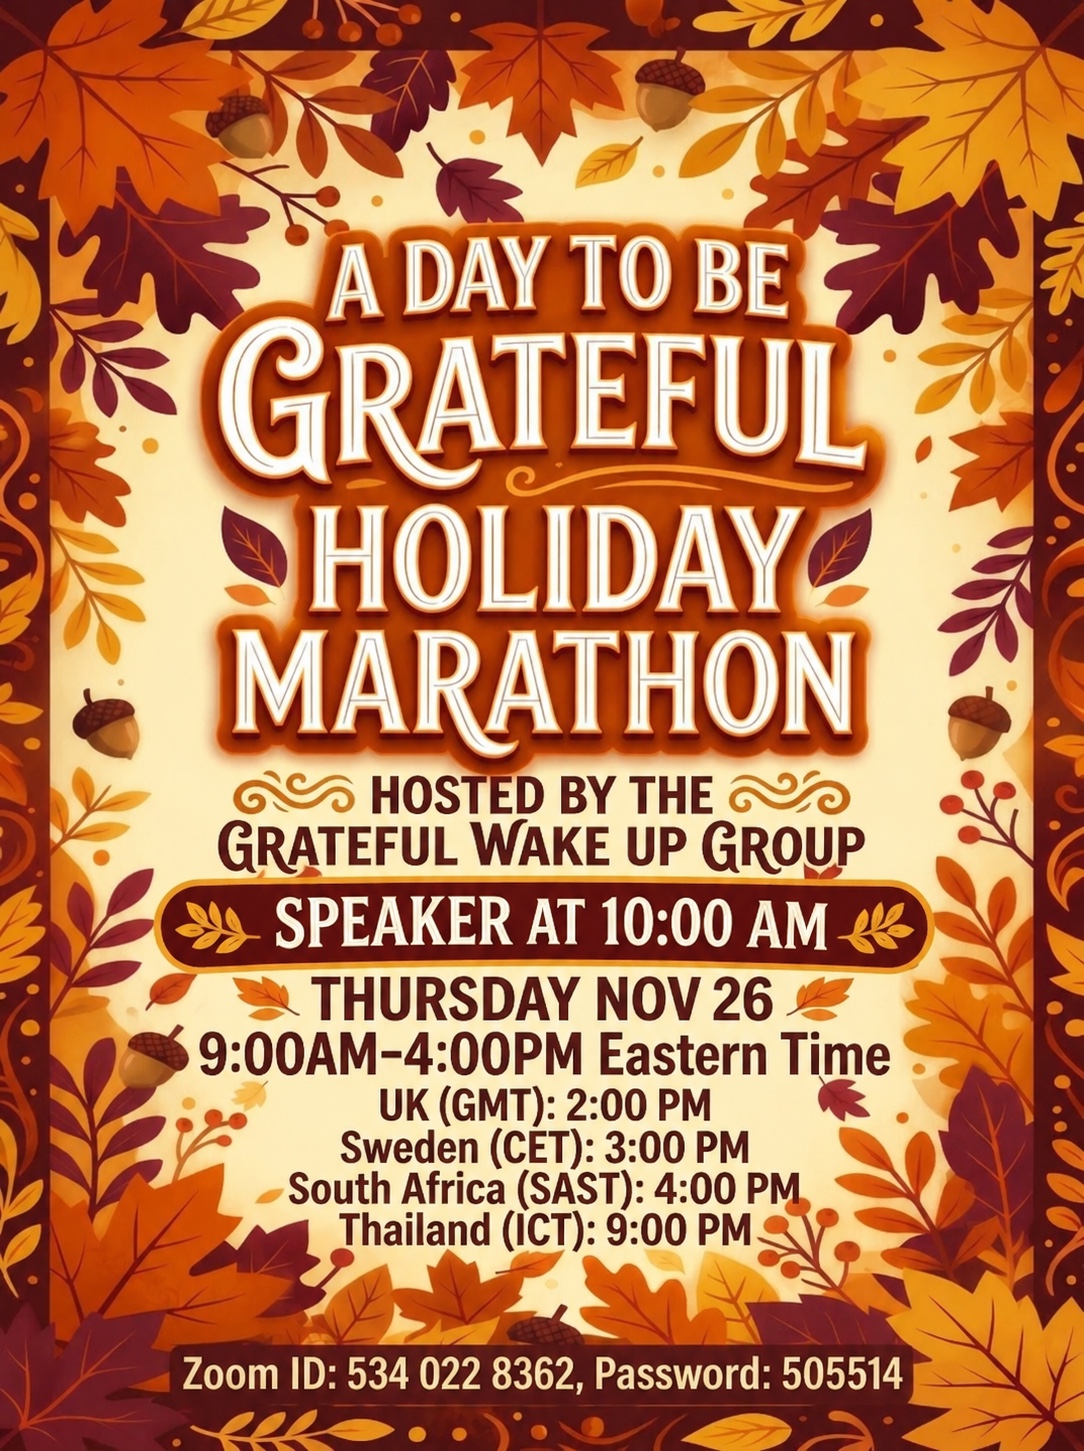 A DAY TO BE
GRATEFUL
HOLIDAY
MARATHON
HOSTED BY THE
GRATEFUL WAKE UP GROUP
SPEAKER AT 10:00 AM
THURSDAY NOV 26
9:00AM–4:00PM Eastern Time
UK (GMT): 2:00 PM
Sweden (CET): 3:00 PM
South Africa (SAST): 4:00 PM
Thailand (ICT): 9:00 PM
Zoom ID: 534 022 8362, Password: 505514